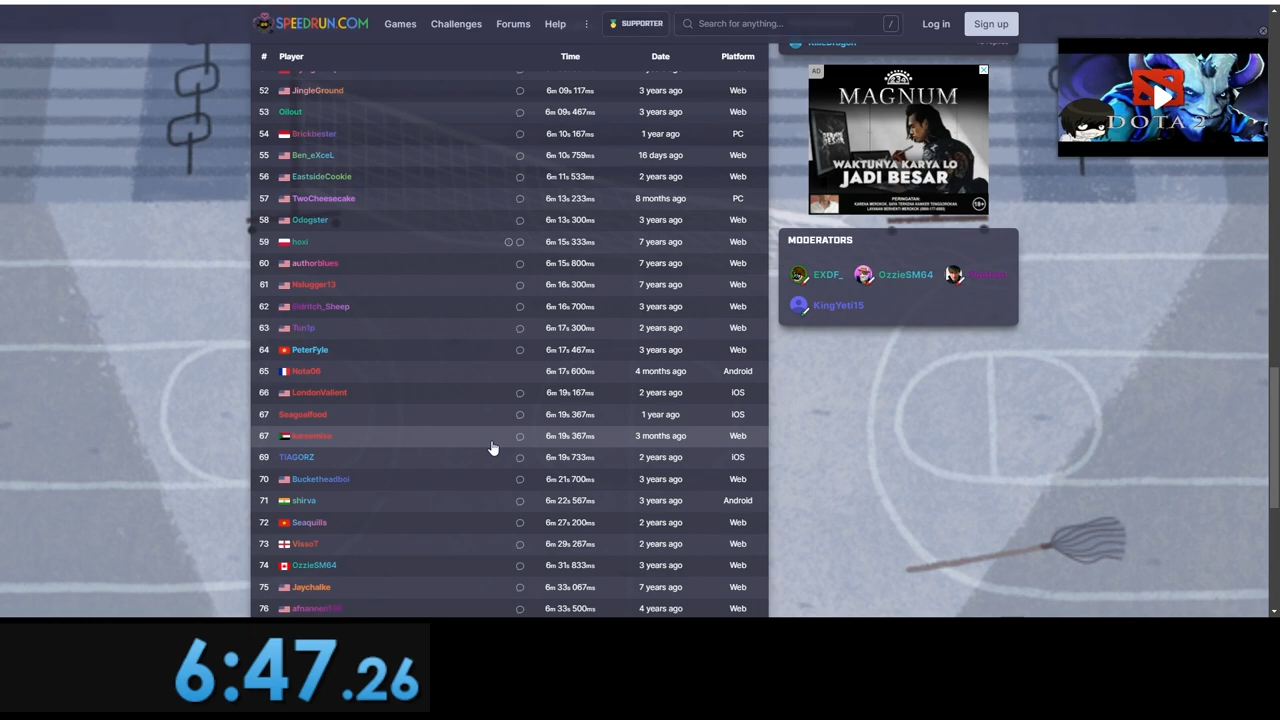 SPEEDRUN.COM Games Challenges Forums Help SUPPORTER Search for anything... / Log in Sign up
# Player Time Date Platform
52 JingleGround 6m 09s 117ms 3 years ago Web
53 Oilout 6m 09s 467ms 3 years ago Web
54 Brickbester 6m 10s 167ms 1 year ago PC
55 Ben_eXceL 6m 10s 759ms 16 days ago Web
56 EastsideCookie 6m 11s 533ms 2 years ago Web
57 TwoCheesecake 6m 13s 233ms 8 months ago PC
58 Odogster 6m 13s 300ms 3 years ago Web
59 hoxi 6m 15s 333ms 7 years ago Web
60 authorblues 6m 15s 800ms 7 years ago Web
61 Nslugger13 6m 16s 300ms 7 years ago Web
62 Eldritch_Sheep 6m 16s 700ms 3 years ago Web
63 Tun1p 6m 17s 300ms 2 years ago Web
64 PeterFyle 6m 17s 467ms 3 years ago Web
65 Nota06 6m 17s 600ms 4 months ago Android
66 LondonValient 6m 19s 167ms 2 years ago iOS
67 Seagoalfood 6m 19s 367ms 1 year ago iOS
67 6m 19s 367ms 3 months ago Web
69 TIAGORZ 6m 19s 733ms 2 years ago iOS
70 Bucketheadboi 6m 21s 700ms 3 years ago Web
71 shirva 6m 22s 567ms 3 years ago Android
72 Seaquills 6m 27s 200ms 2 years ago Web
73 VissoT 6m 29s 267ms 2 years ago Web
74 OzzieSM64 6m 31s 833ms 3 years ago Web
75 Jaychalke 6m 33s 067ms 7 years ago Web
76 6m 33s 500ms 4 years ago Web
AD
MAGNUM
WAKTUNYA KARYA LO
JADI BESAR
PERINGATAN:
18+
MODERATORS
EXDF_ OzzieSM64
KingYeti15
DOTA 2
6:47.26